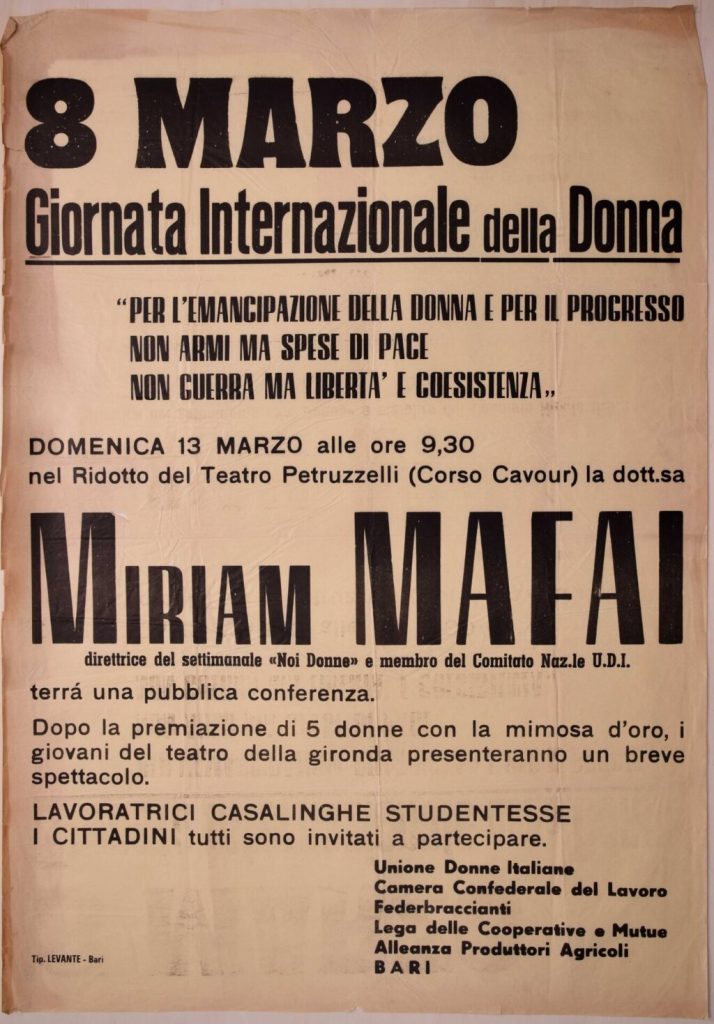 8 MARZO
Giornata Internazionale della Donna
“PER L'EMANCIPAZIONE DELLA DONNA E PER IL PROGRESSO
NON ARMI MA SPESE DI PACE
NON GUERRA MA LIBERTA' E COESISTENZA„
DOMENICA 13 MARZO alle ore 9,30
nel Ridotto del Teatro Petruzzelli (Corso Cavour) la dott.sa
MIRIAM MAFAI
direttrice del settimanale «Noi Donne» e membro del Comitato Naz.le U.D.I.
terrá una pubblica conferenza.
Dopo la premiazione di 5 donne con la mimosa d'oro, i
giovani del teatro della gironda presenteranno un breve
spettacolo.
LAVORATRICI CASALINGHE STUDENTESSE
I CITTADINI tutti sono invitati a partecipare.
Unione Donne Italiane
Camera Confederale del Lavoro
Federbraccianti
Lega delle Cooperative e Mutue
Alleanza Produttori Agricoli
BARI
Tip. LEVANTE - Bari